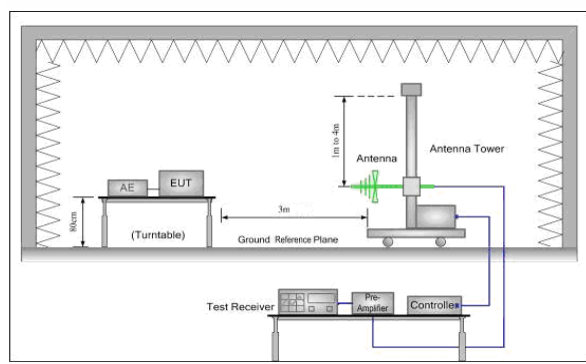 1m to 4m
Antenna
Antenna Tower
AE
EUT
80cm
(Turntable)
3m
Ground Reference Plane
Test Receiver
Pre-
Amplifier
Controller